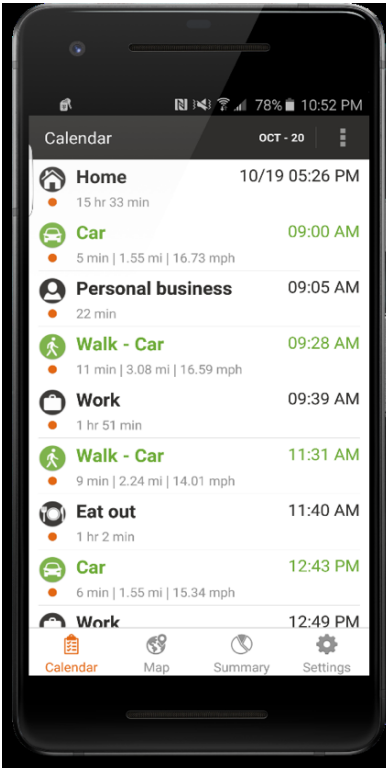 78% 10:52 PM
Calendar OCT - 20
Home 10/19 05:26 PM
15 hr 33 min
Car 09:00 AM
5 min | 1.55 mi | 16.73 mph
Personal business 09:05 AM
22 min
Walk - Car 09:28 AM
11 min | 3.08 mi | 16.59 mph
Work 09:39 AM
1 hr 51 min
Walk - Car 11:31 AM
9 min | 2.24 mi | 14.01 mph
Eat out 11:40 AM
1 hr 2 min
Car 12:43 PM
6 min | 1.55 mi | 15.34 mph
Work 12:49 PM
Calendar Map Summary Settings